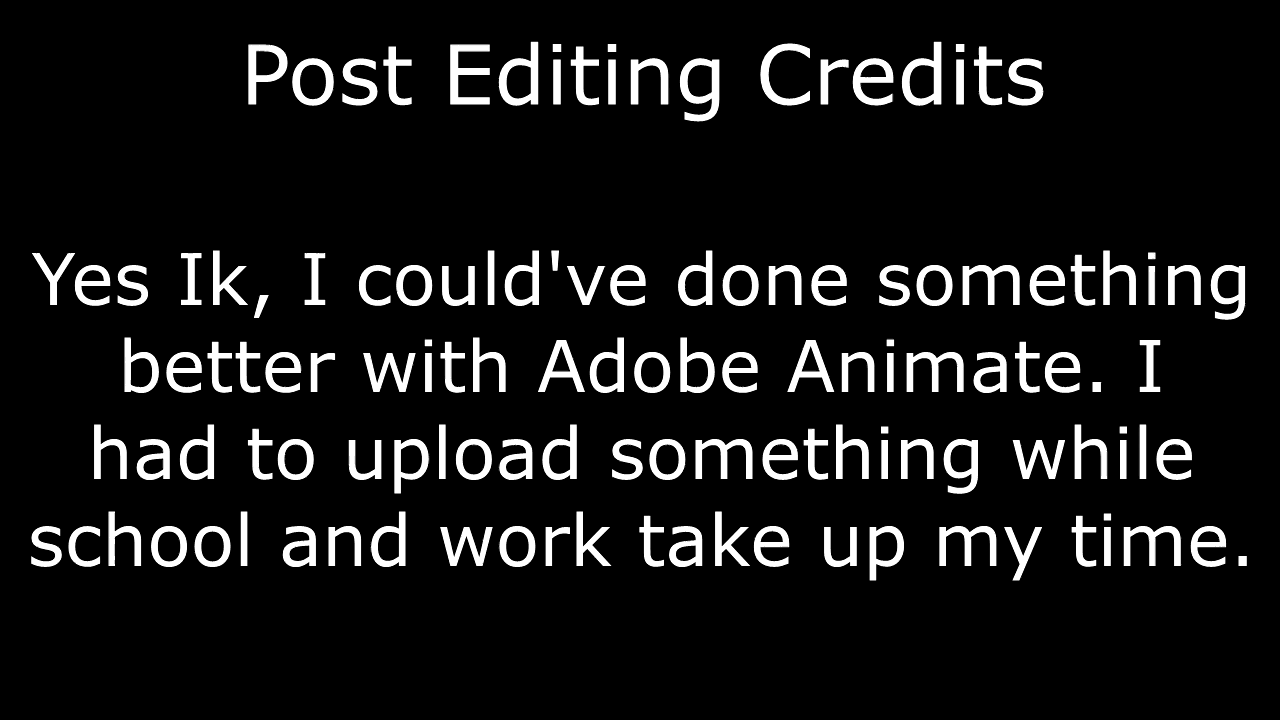 Post Editing Credits
Yes Ik, I could've done something
better with Adobe Animate. I
had to upload something while
school and work take up my time.